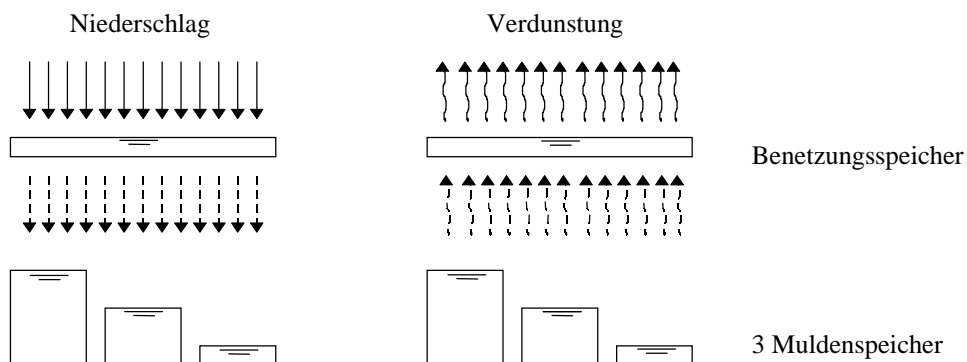 Niederschlag
Verdunstung
Benetzungsspeicher
3 Muldenspeicher